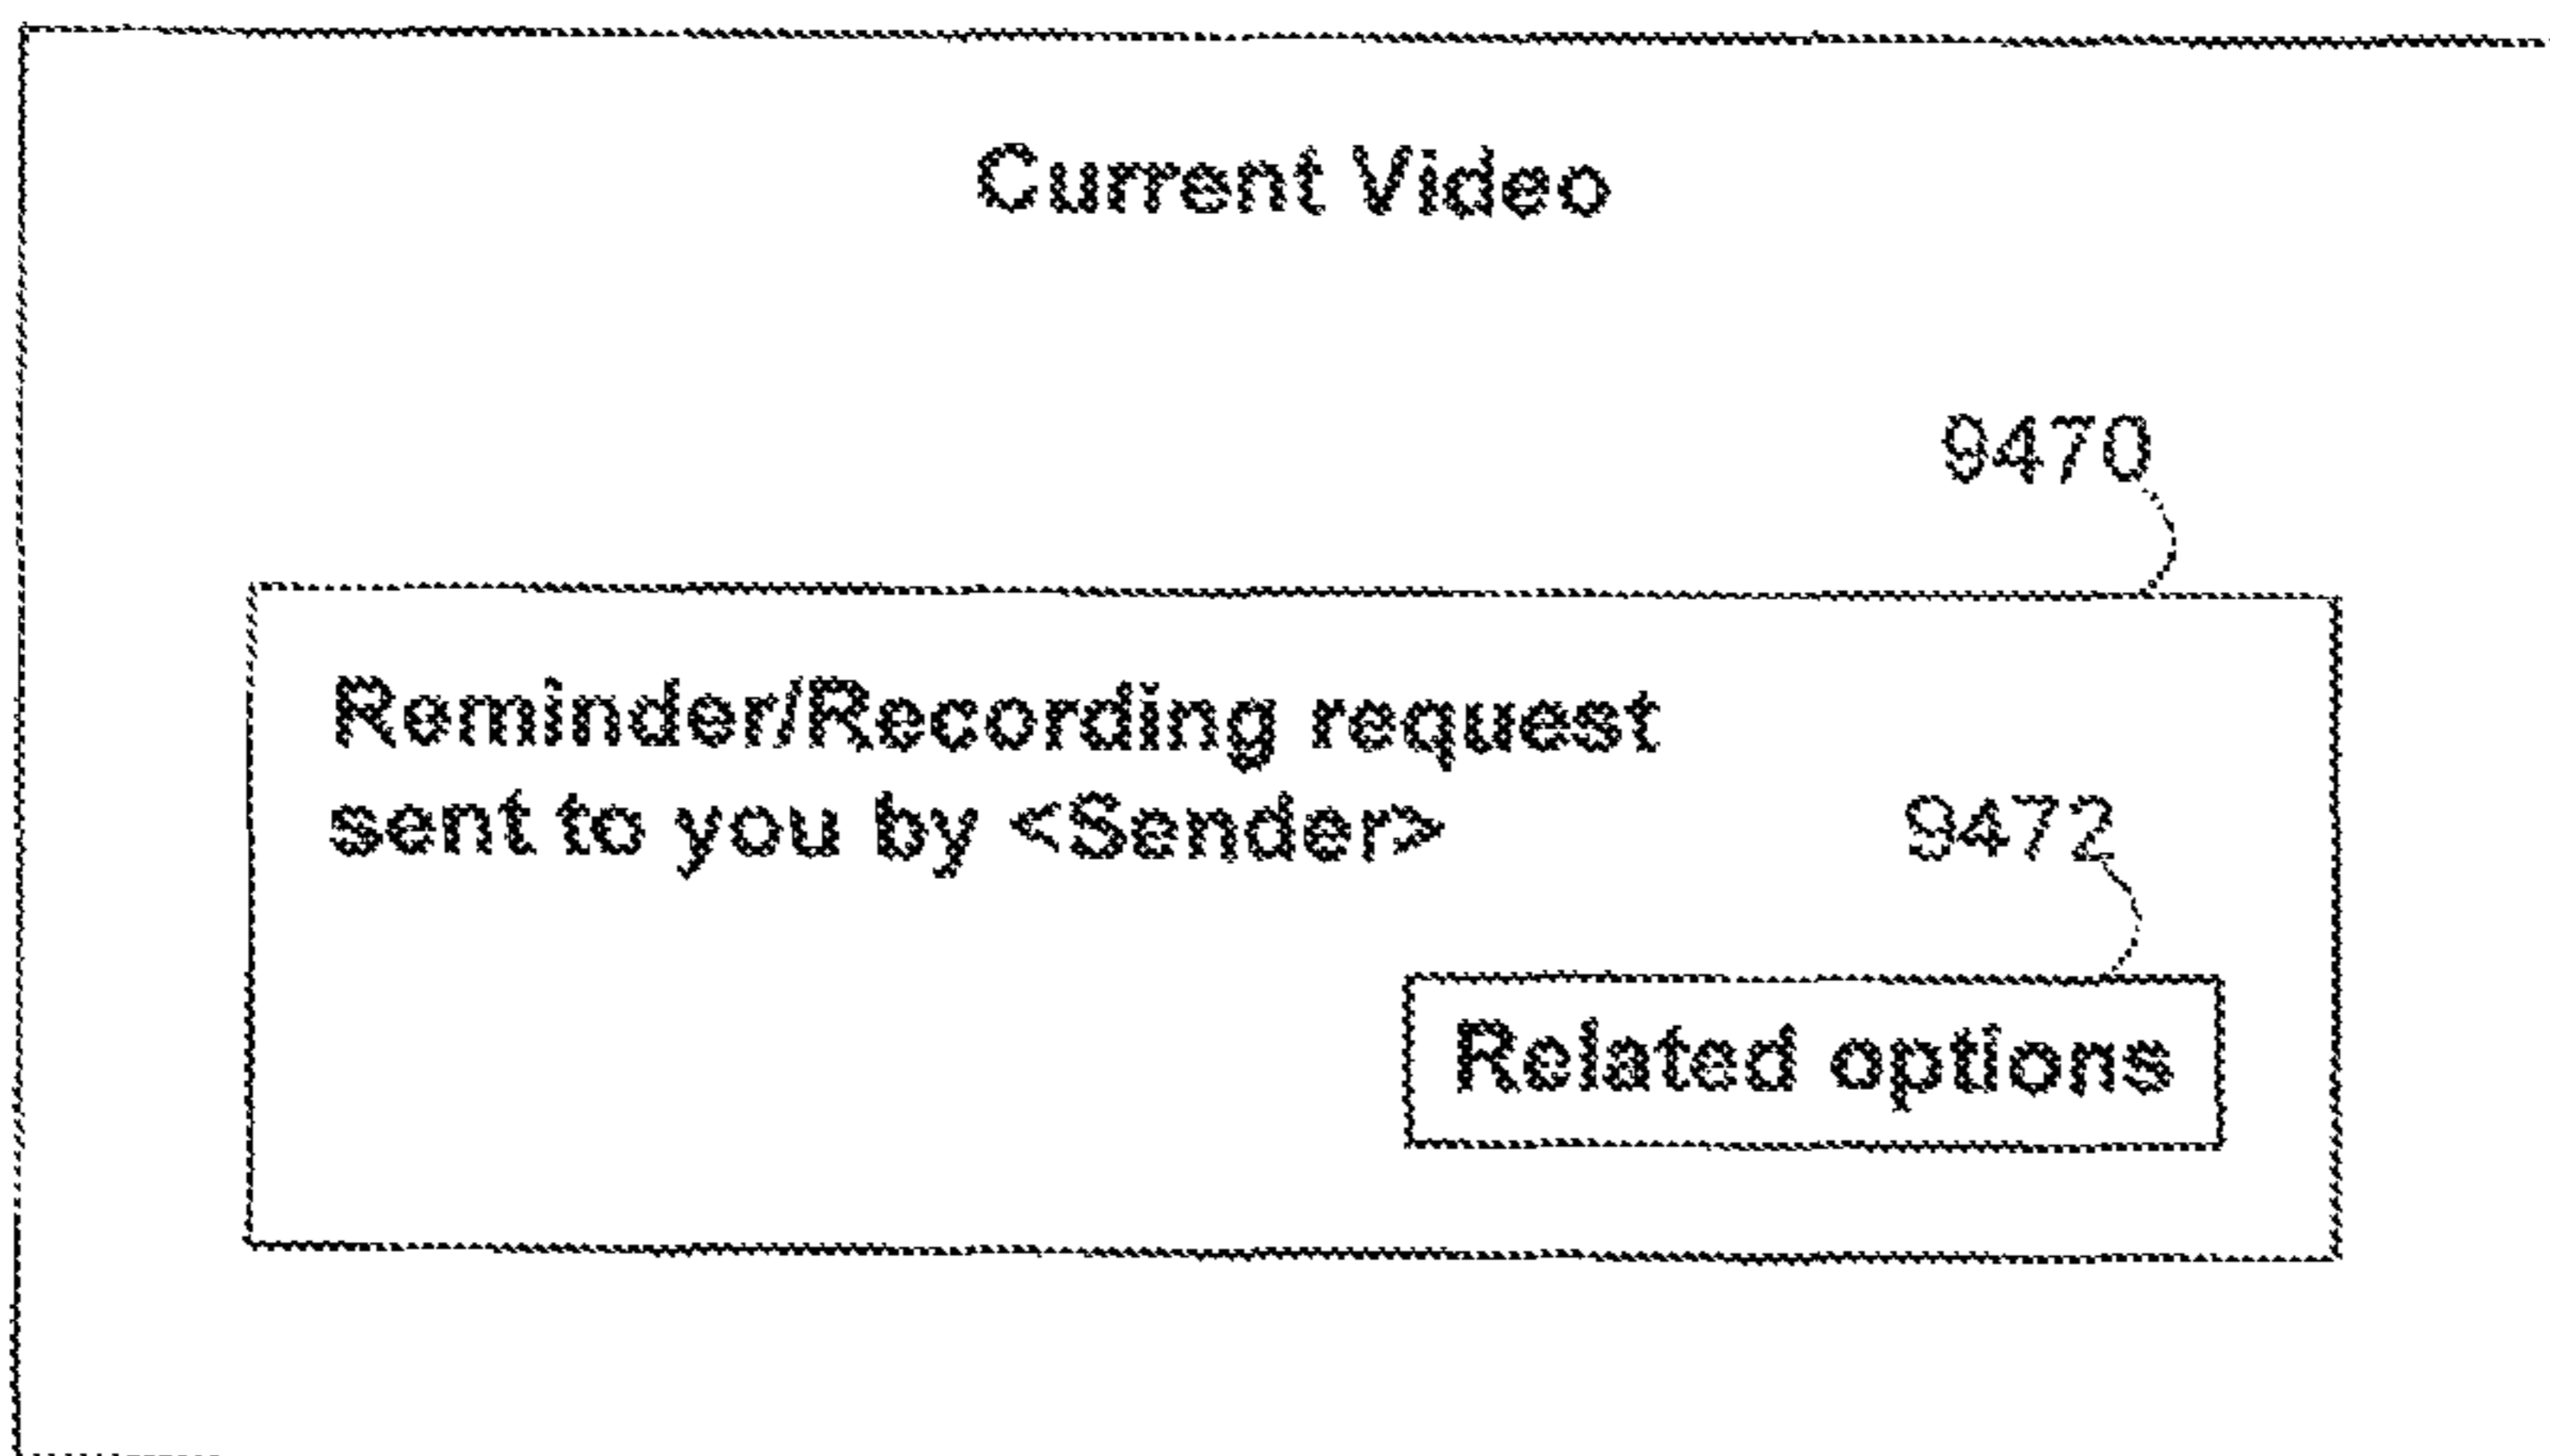 Current Video
9470
Reminder/Recording request
sent to you by <Sender>
9472
Related options